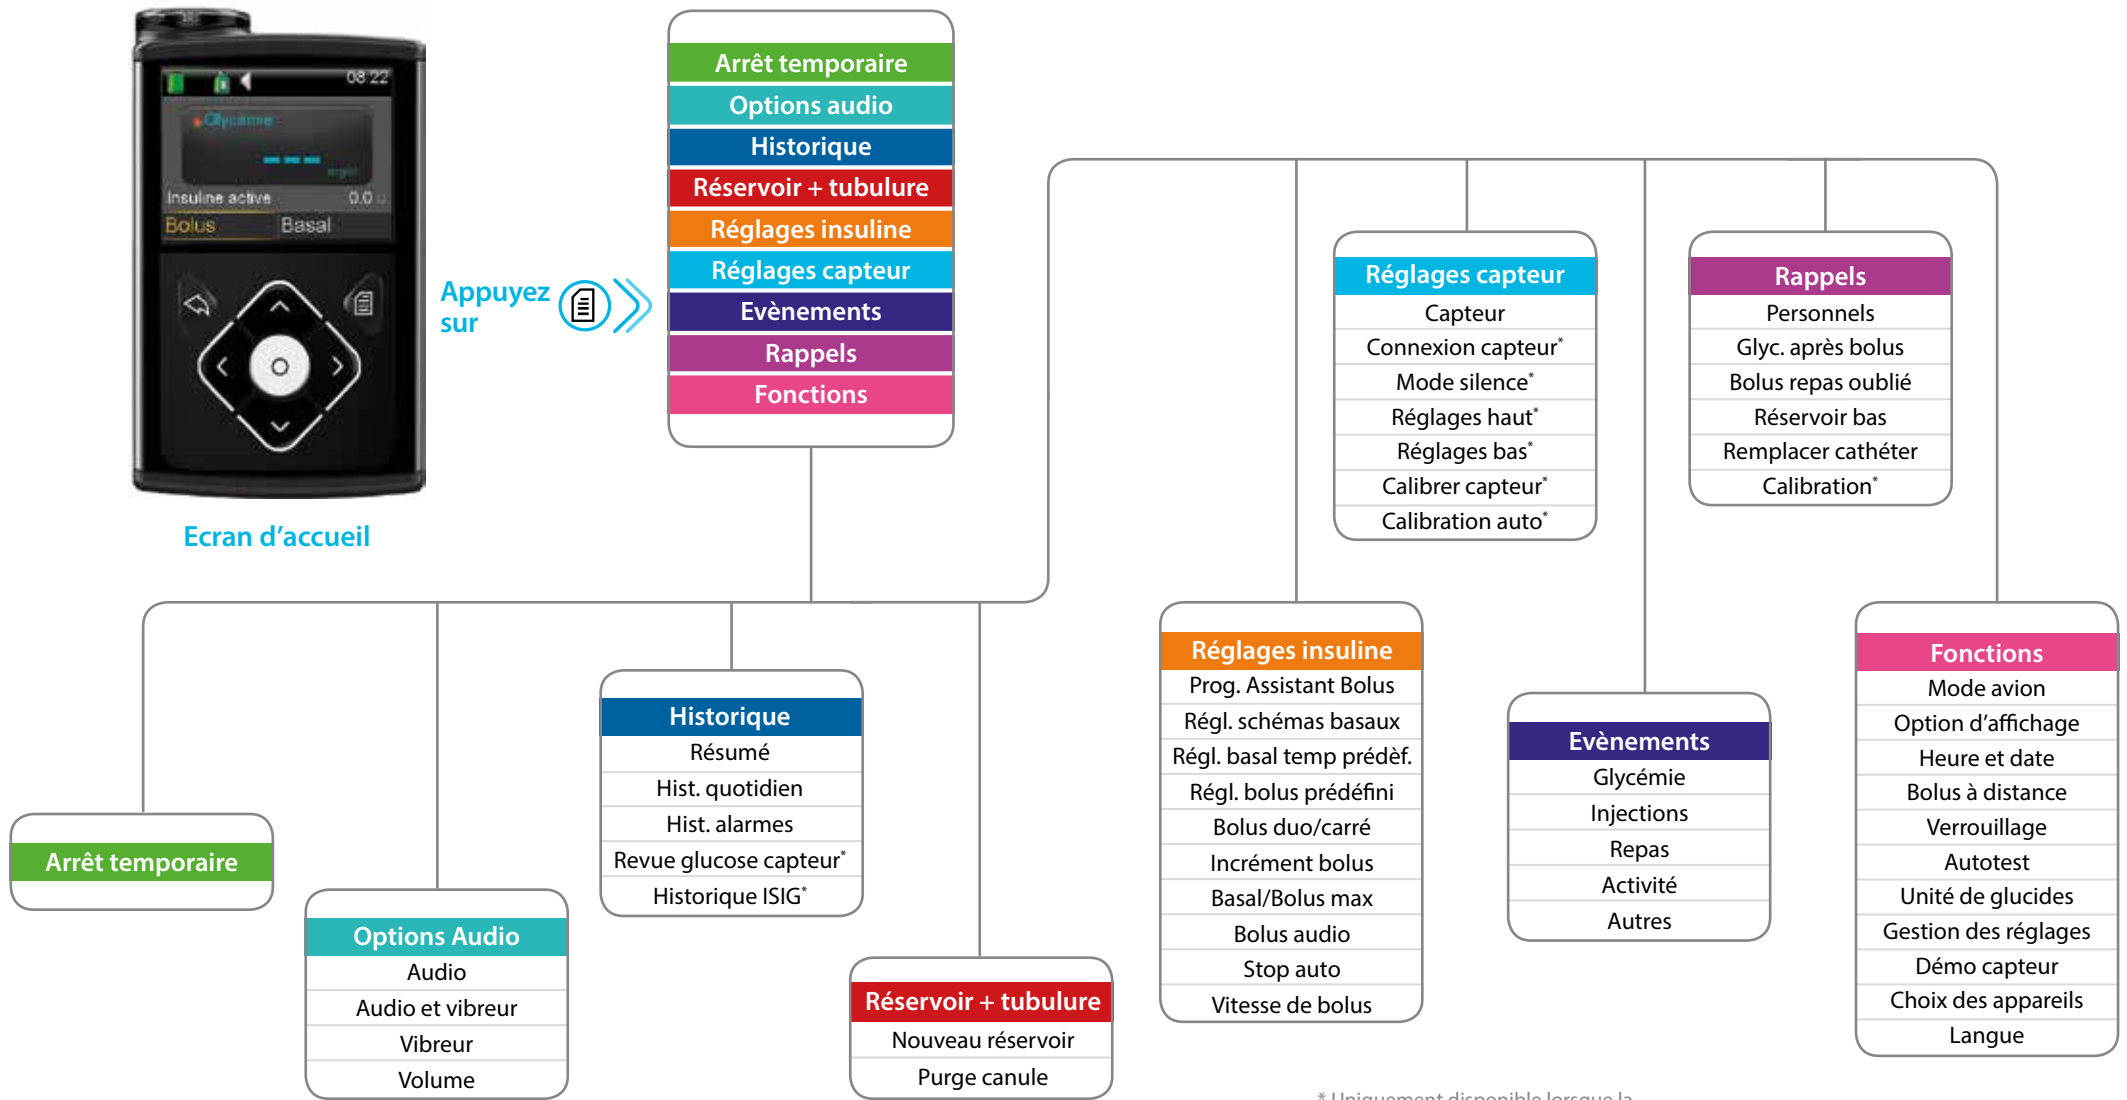 08:22
Glycémie
Insuline active 0.0 u
Bolus Basal
Ecran d’accueil
Appuyez
sur
Arrêt temporaire
Options audio
Historique
Réservoir + tubulure
Réglages insuline
Réglages capteur
Evènements
Rappels
Fonctions
Arrêt temporaire
Options Audio
Audio
Audio et vibreur
Vibreur
Volume
Historique
Résumé
Hist. quotidien
Hist. alarmes
Revue glucose capteur*
Historique ISIG*
Réservoir + tubulure
Nouveau réservoir
Purge canule
Réglages insuline
Prog. Assistant Bolus
Régl. schémas basaux
Régl. basal temp prédèf.
Régl. bolus prédéfini
Bolus duo/carré
Incrément bolus
Basal/Bolus max
Bolus audio
Stop auto
Vitesse de bolus
Réglages capteur
Capteur
Connexion capteur*
Mode silence*
Réglages haut*
Réglages bas*
Calibrer capteur*
Calibration auto*
Evènements
Glycémie
Injections
Repas
Activité
Autres
Rappels
Personnels
Glyc. après bolus
Bolus repas oublié
Réservoir bas
Remplacer cathéter
Calibration*
Fonctions
Mode avion
Option d’affichage
Heure et date
Bolus à distance
Verrouillage
Autotest
Unité de glucides
Gestion des réglages
Démo capteur
Choix des appareils
Langue
* Uniquement disponible lorsque la